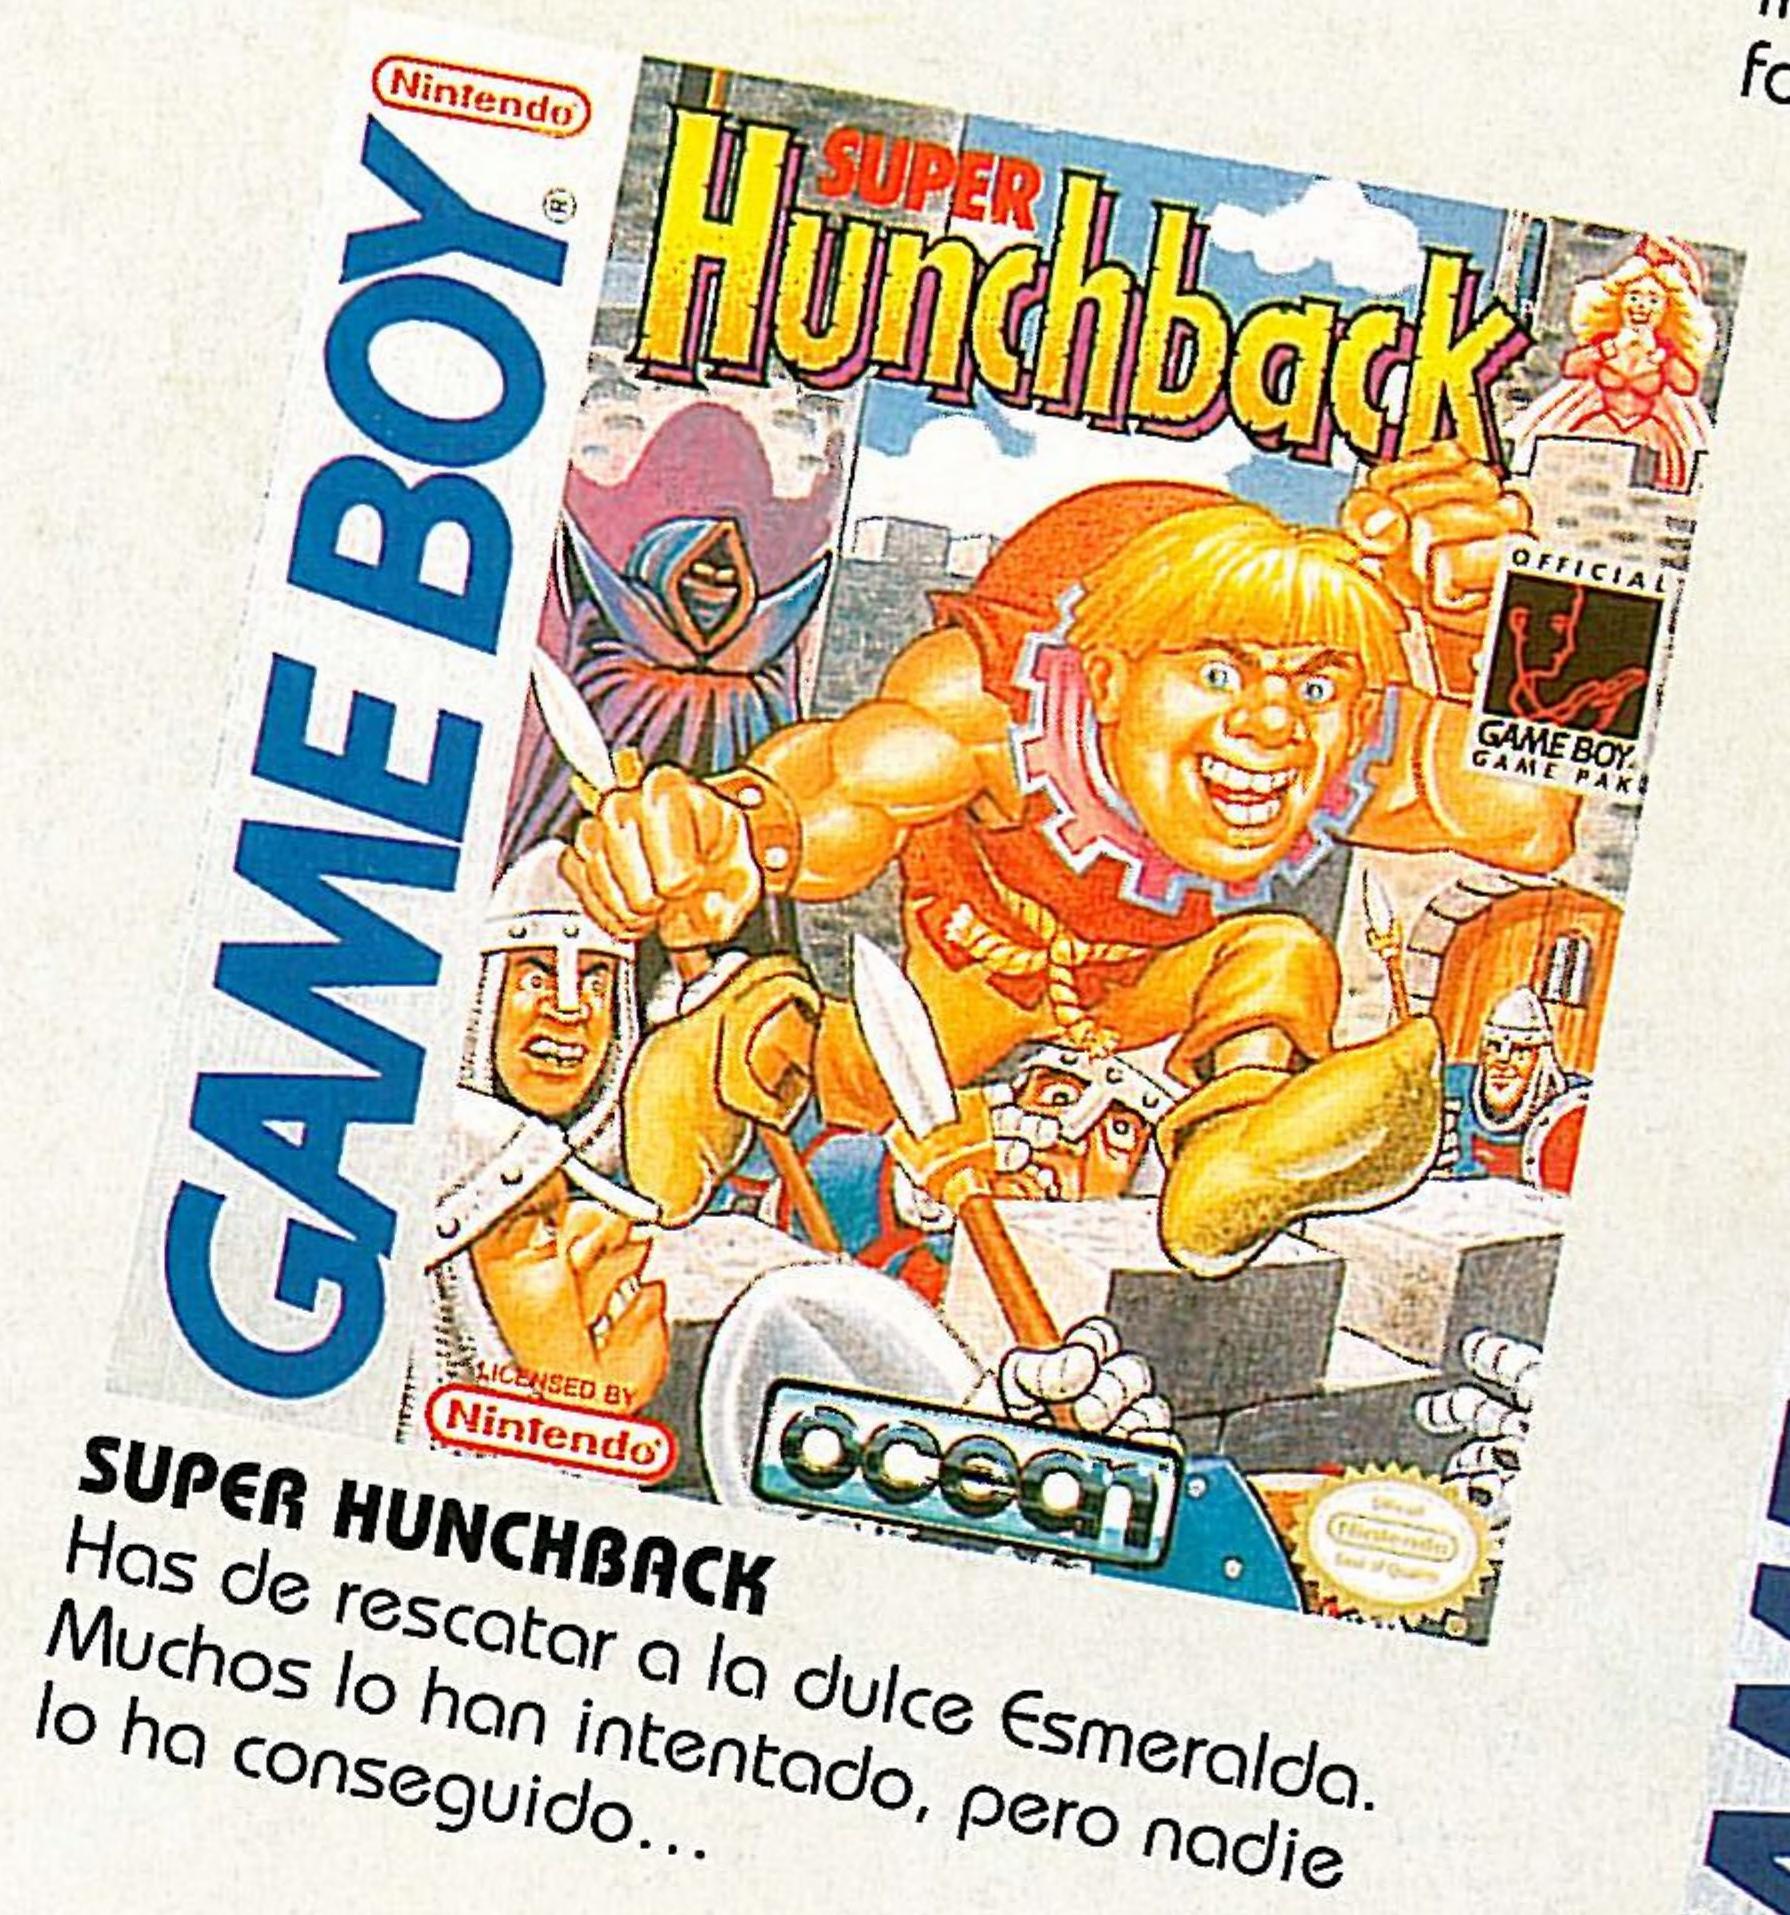 Nintendo
GAME BOY
SUPER
Hunchback
OFFICIAL
GAME BOY
GAME PAK
LICENSED BY
Nintendo
ocean
Nintendo
SUPER HUNCHBACK
Has de rescatar a la dulce Esmeralda.
Muchos lo han intentado, pero nadie
lo ha conseguido...